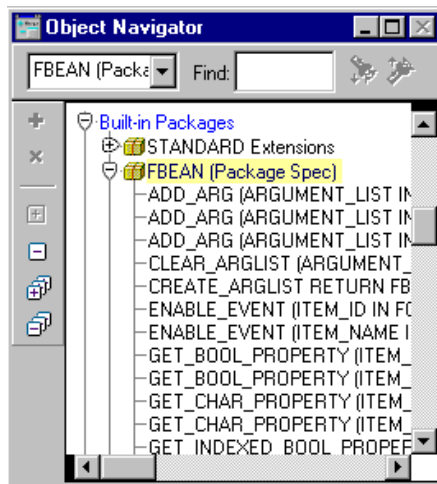 Object Navigator
FBEAN (Packa
Find:
Built-in Packages
STANDARD Extensions
FBEAN (Package Spec)
ADD_ARG (ARGUMENT_LIST IN
ADD_ARG (ARGUMENT_LIST IN
ADD_ARG (ARGUMENT_LIST IN
CLEAR_ARGLIST (ARGUMENT_
CREATE_ARGLIST RETURN FB
ENABLE_EVENT (ITEM_ID IN FO
ENABLE_EVENT (ITEM_NAME I
GET_BOOL_PROPERTY (ITEM_
GET_BOOL_PROPERTY (ITEM_
GET_CHAR_PROPERTY (ITEM_
GET_CHAR_PROPERTY (ITEM_
GET_INDEXED_BOOL_PROPER